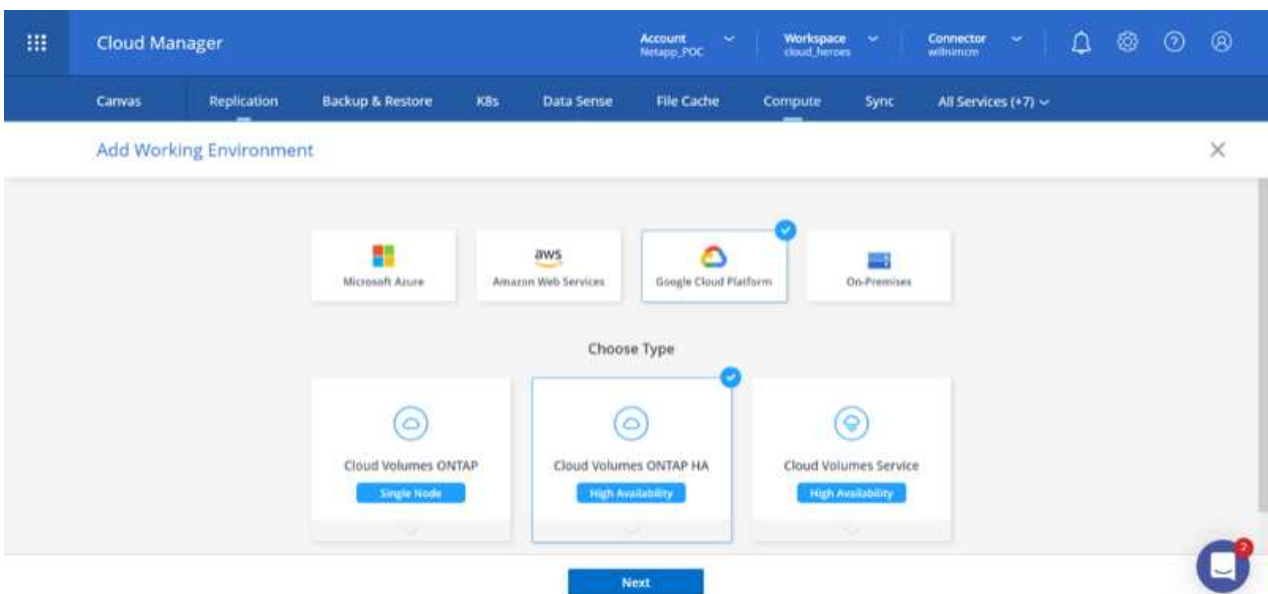 Cloud Manager
Account
Netapp_POC
Workspace
cloud_heroes
Connector
willnimcm
Canvas
Replication
Backup & Restore
K8s
Data Sense
File Cache
Compute
Sync
All Services (+7)
Add Working Environment
Microsoft Azure
aws
Amazon Web Services
Google Cloud Platform
On-Premises
Choose Type
Cloud Volumes ONTAP
Single Node
Cloud Volumes ONTAP HA
High Availability
Cloud Volumes Service
High Availability
Next